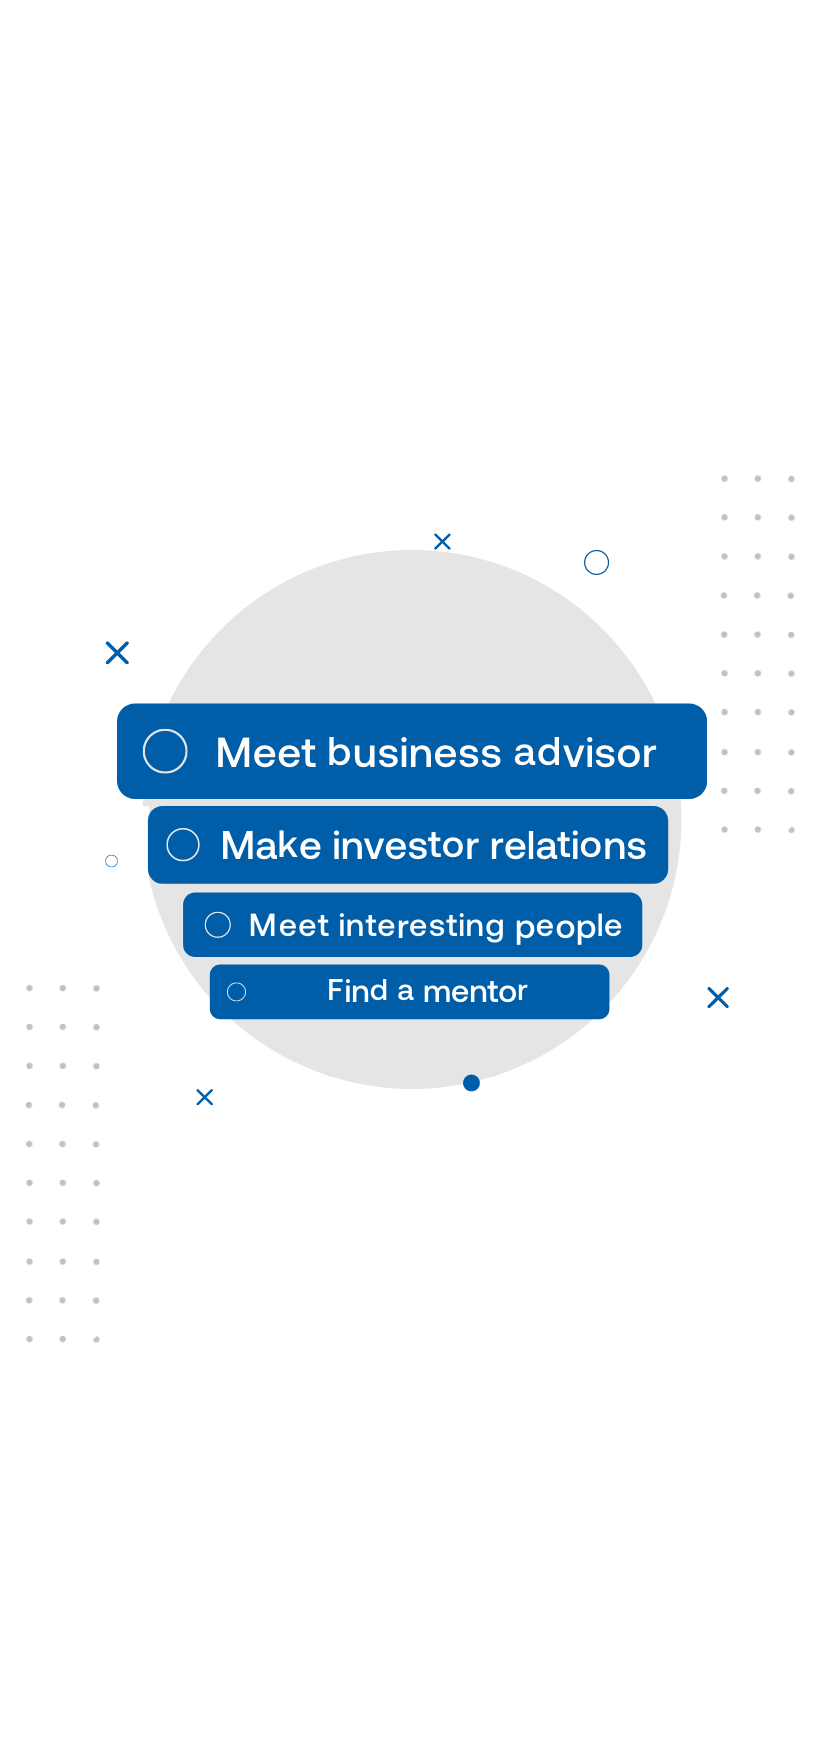 Meet business advisor
Make investor relations
Meet interesting people
Find a mentor